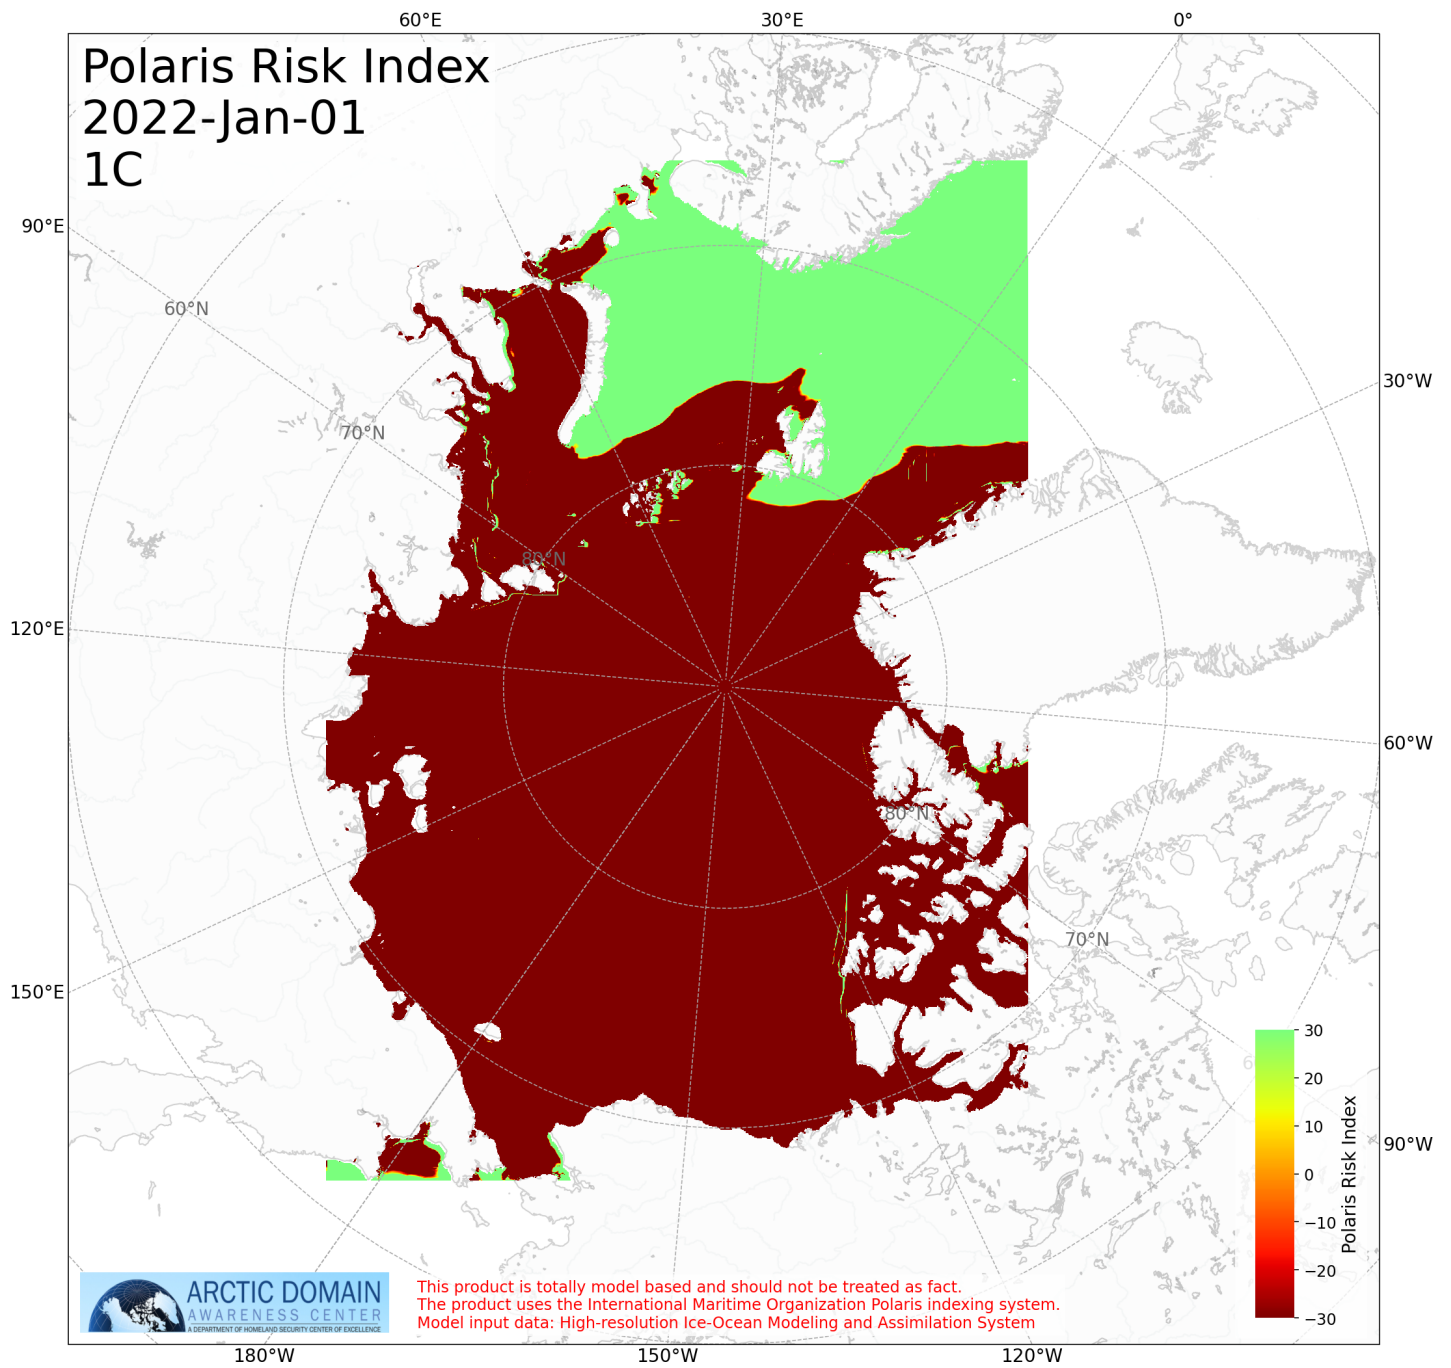 60°E 30°E 0°
Polaris Risk Index
2022-Jan-01
1C
90°E
60°N
30°W
70°N
80°N
120°E
60°W
80°N
70°N
150°E
30
20
10
0
−10
−20
−30
Polaris Risk Index
90°W
ARCTIC DOMAIN
AWARENESS CENTER
A DEPARTMENT OF HOMELAND SECURITY CENTER OF EXCELLENCE
This product is totally model based and should not be treated as fact.
The product uses the International Maritime Organization Polaris indexing system.
Model input data: High-resolution Ice-Ocean Modeling and Assimilation System
180°W 150°W 120°W